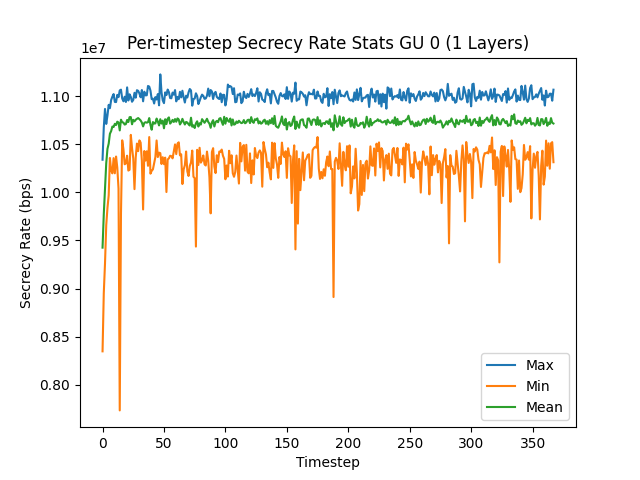 Per-timestep Secrecy Rate Stats GU 0 (1 Layers)
1e7
1.10
1.05
1.00
0.95
0.90
0.85
0.80
Secrecy Rate (bps)
0 50 100 150 200 250 300 350
Timestep
Max
Min
Mean